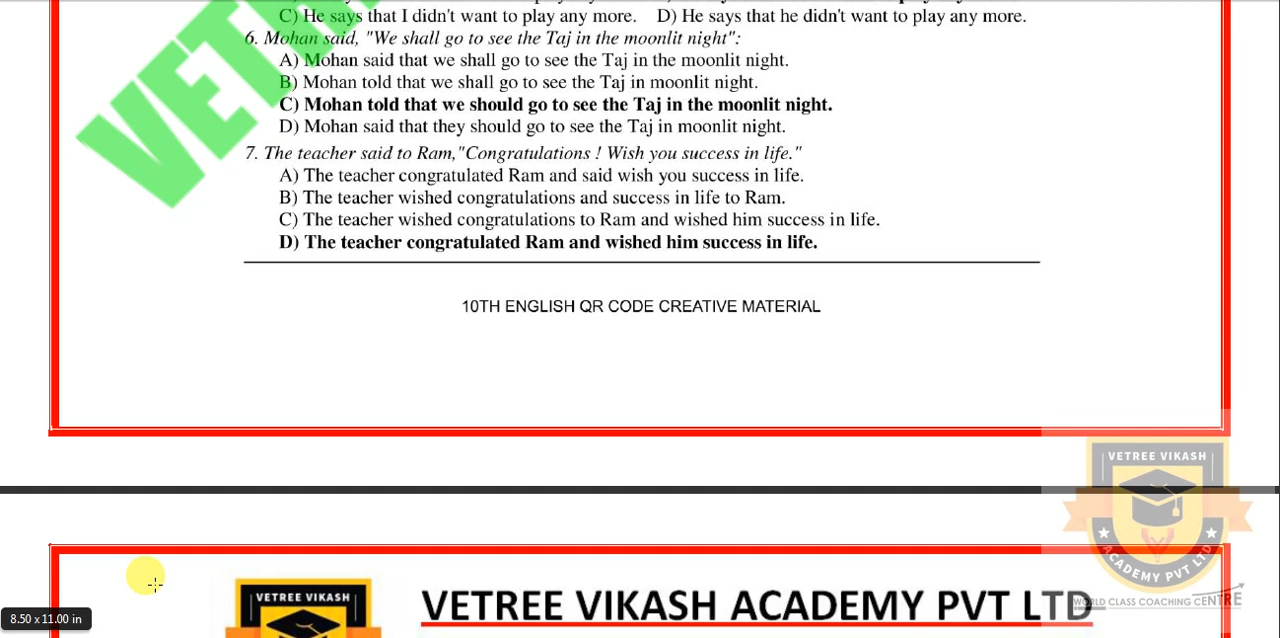 C) He says that I didn't want to play any more. D) He says that he didn't want to play any more.
6. Mohan said, "We shall go to see the Taj in the moonlit night":
A) Mohan said that we shall go to see the Taj in the moonlit night.
B) Mohan told that we shall go to see the Taj in moonlit night.
C) Mohan told that we should go to see the Taj in the moonlit night.
D) Mohan said that they should go to see the Taj in moonlit night.
7. The teacher said to Ram,"Congratulations ! Wish you success in life."
A) The teacher congratulated Ram and said wish you success in life.
B) The teacher wished congratulations and success in life to Ram.
C) The teacher wished congratulations to Ram and wished him success in life.
D) The teacher congratulated Ram and wished him success in life.
10TH ENGLISH QR CODE CREATIVE MATERIAL
VETREE VIKASH
ACADEMY PVT LTD
WORLD CLASS COACHING CENTRE
VETREE VIKASH
VETREE VIKASH ACADEMY PVT LTD
8.50 x 11.00 in